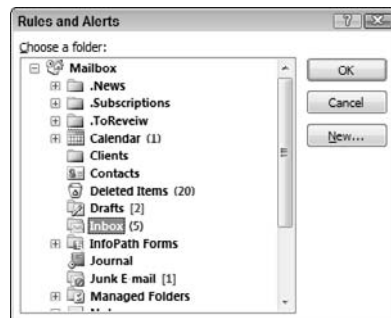 Rules and Alerts
Choose a folder:
Mailbox
.News
.Subscriptions
.ToReveiw
Calendar (1)
Clients
Contacts
Deleted Items (20)
Drafts [2]
Inbox (5)
InfoPath Forms
Journal
Junk E-mail [1]
Managed Folders
OK
Cancel
New...